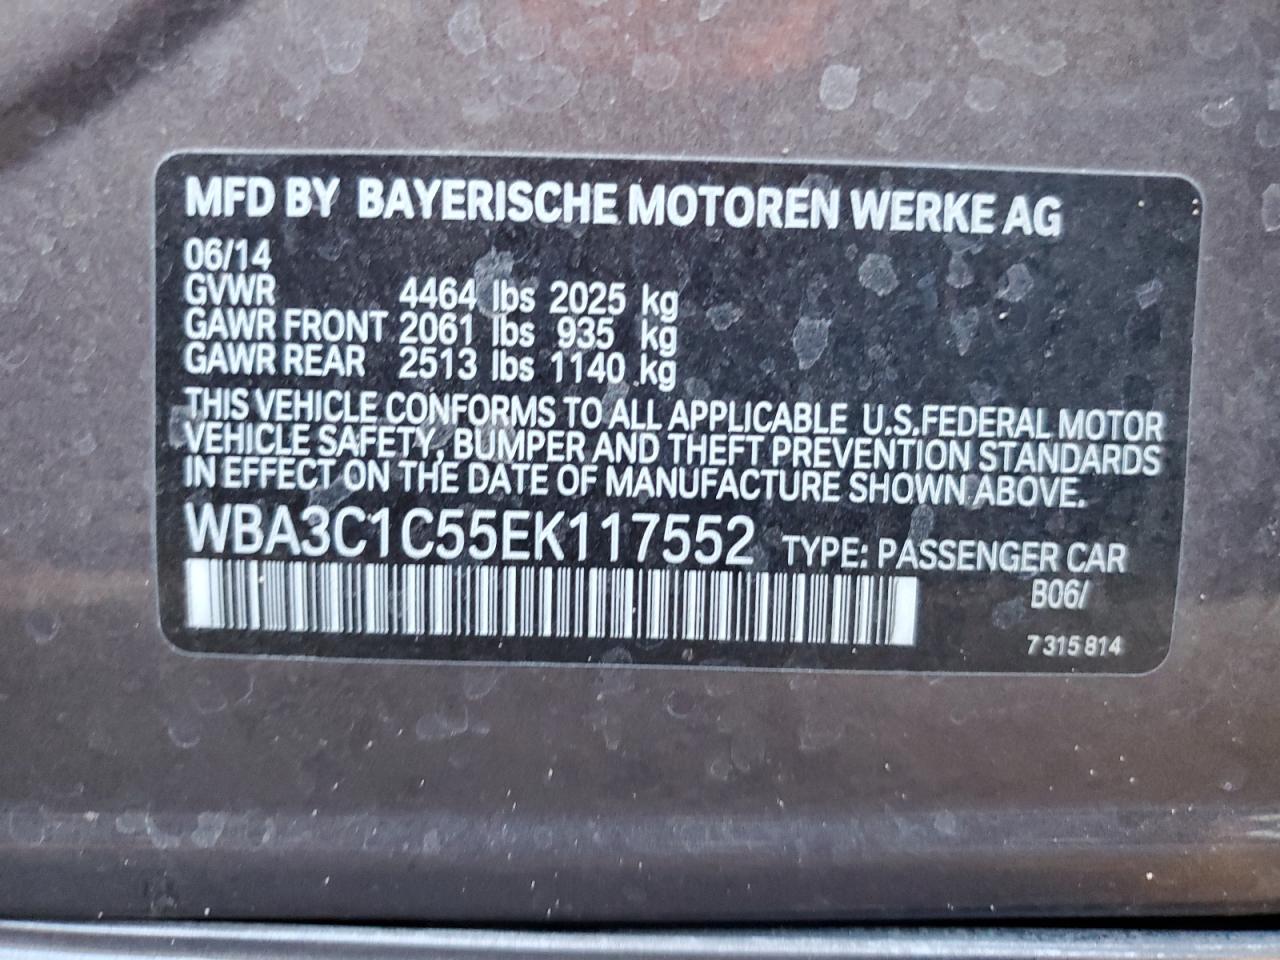 MFD BY BAYERISCHE MOTOREN WERKE AG
06/14
GVWR 4464 lbs 2025 kg
GAWR FRONT 2061 lbs 935 kg
GAWR REAR 2513 lbs 1140 kg
THIS VEHICLE CONFORMS TO ALL APPLICABLE U.S.FEDERAL MOTOR
VEHICLE SAFETY, BUMPER AND THEFT PREVENTION STANDARDS
IN EFFECT ON THE DATE OF MANUFACTURE SHOWN ABOVE.
WBA3C1C55EK117552 TYPE: PASSENGER CAR
B06/
7 315 814